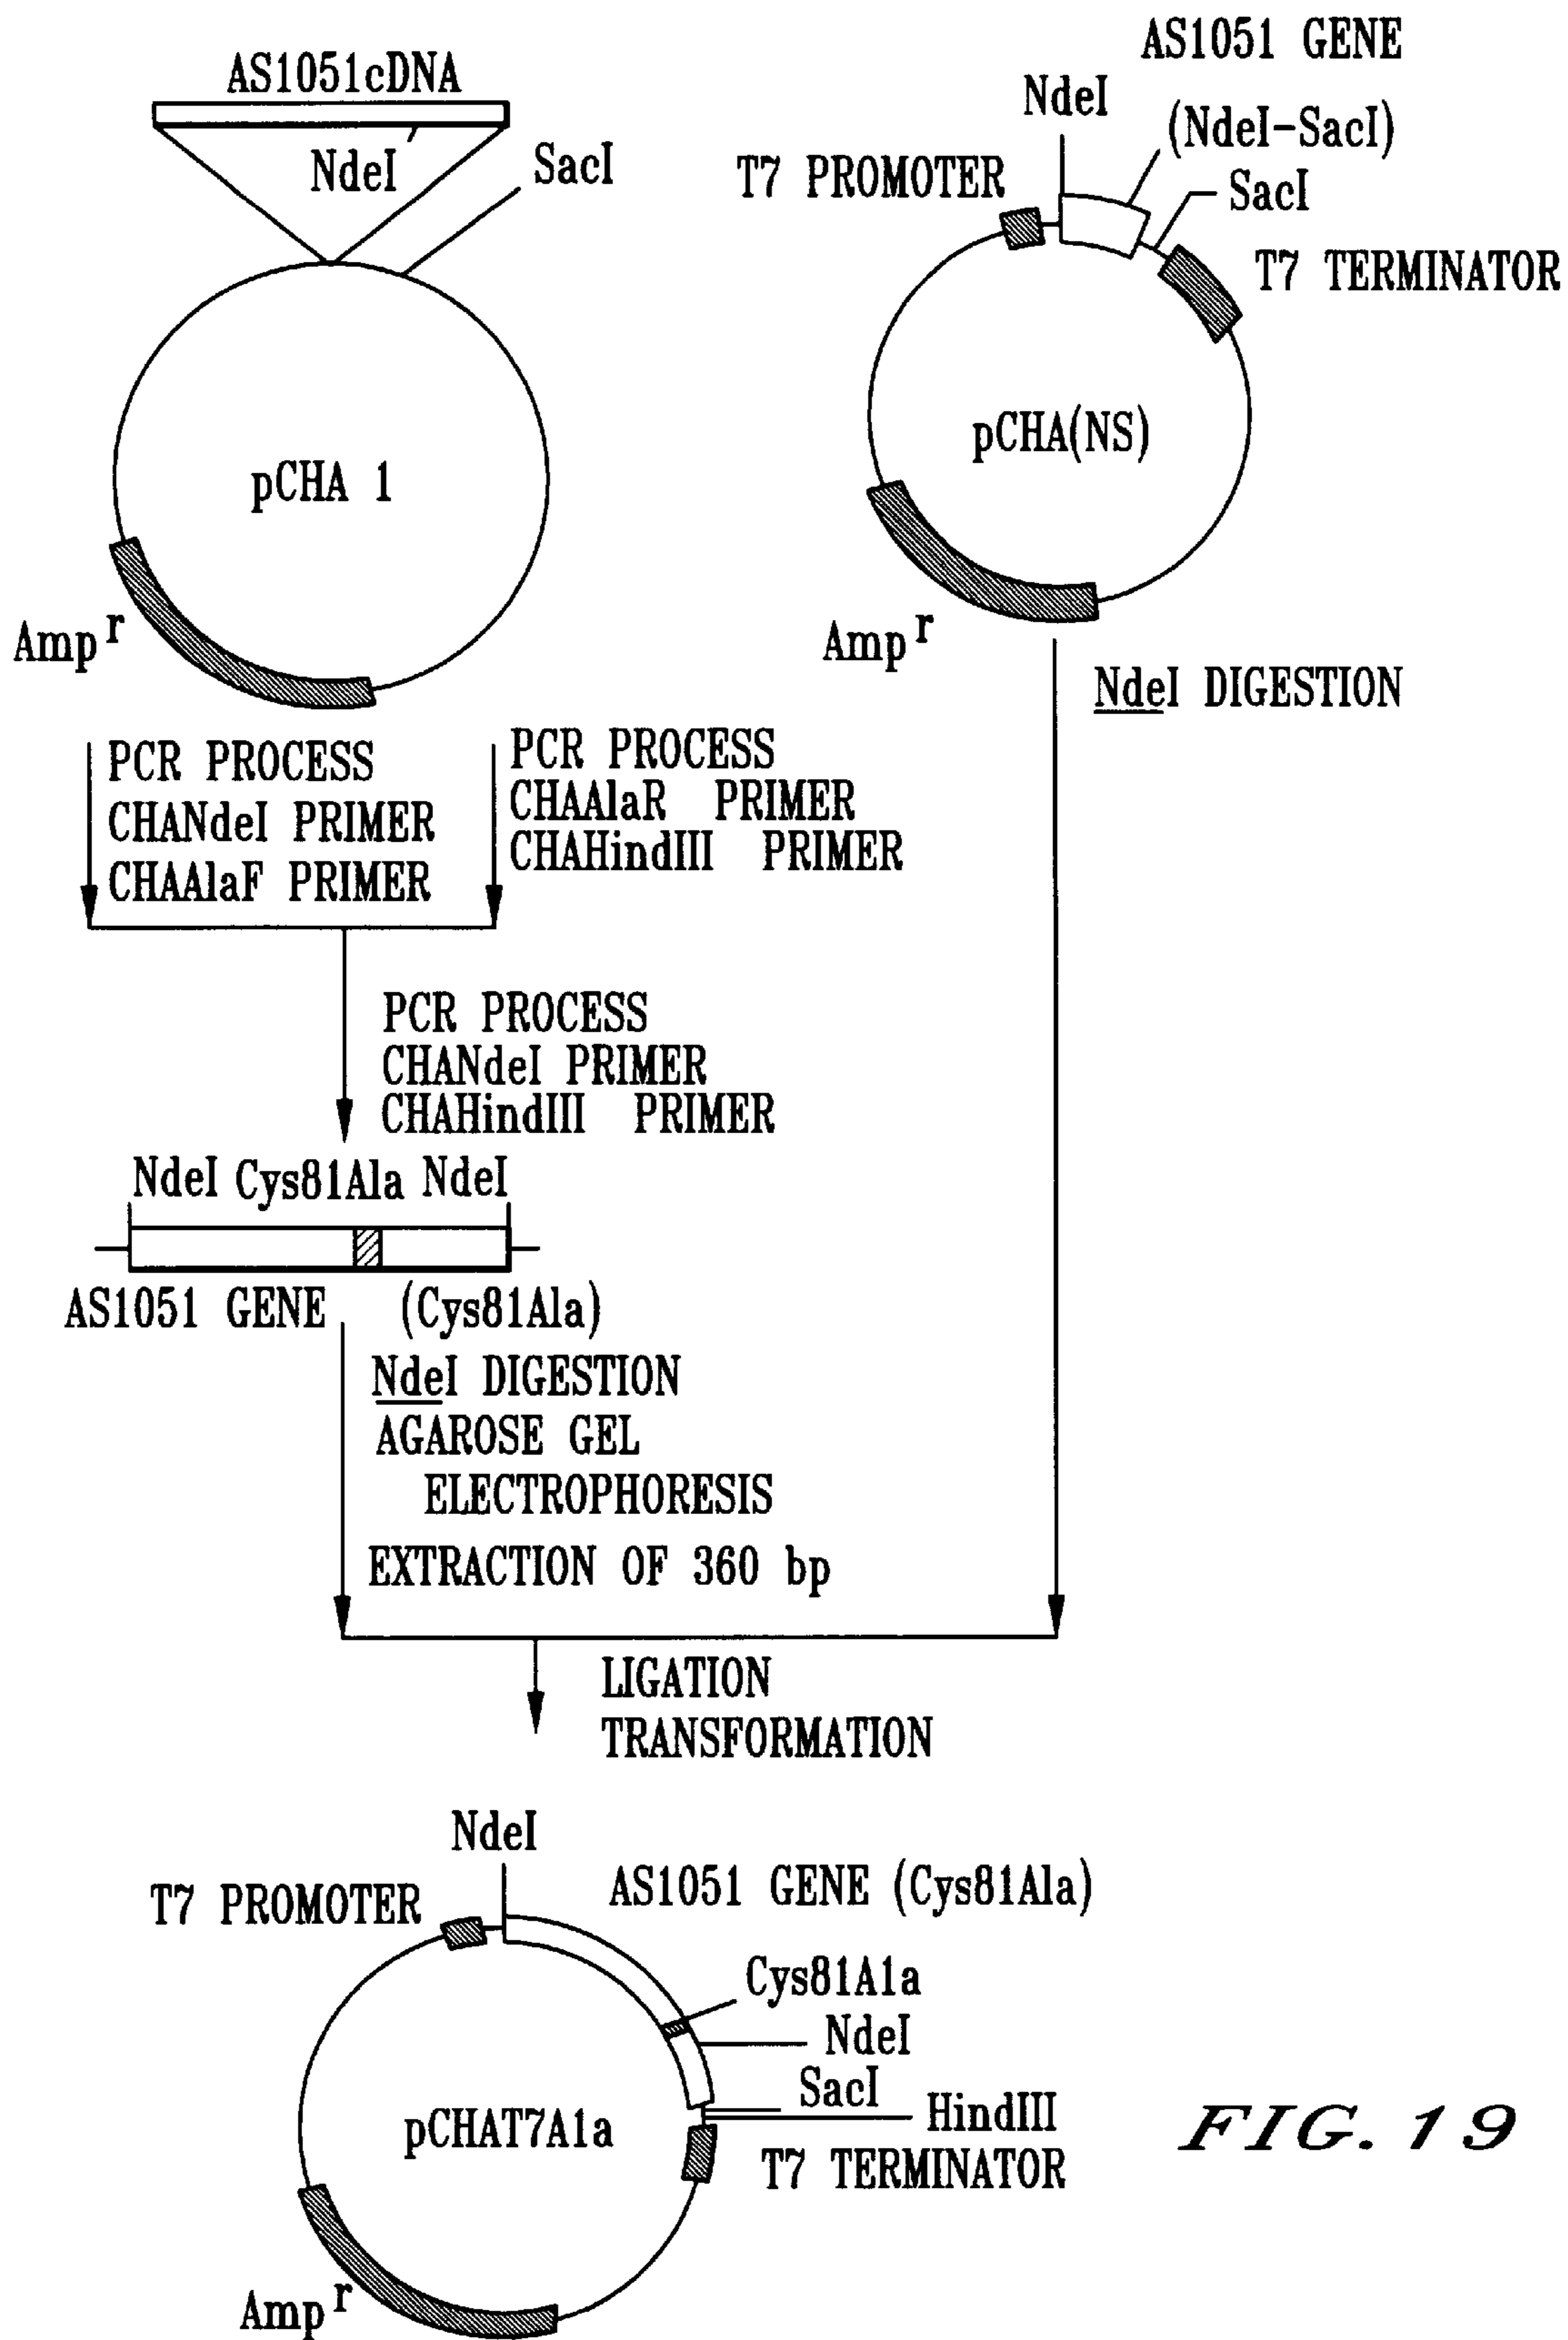 AS1051cDNA
NdeI
SacI
pCHA 1
Amp r
AS1051 GENE
NdeI
(NdeI-SacI)
T7 PROMOTER
SacI
T7 TERMINATOR
pCHA(NS)
Amp r
NdeI DIGESTION
PCR PROCESS
CHANdeI PRIMER
CHAAlaF PRIMER
PCR PROCESS
CHAAlaR PRIMER
CHAHindIII PRIMER
PCR PROCESS
CHANdeI PRIMER
CHAHindIII PRIMER
NdeI Cys81Ala NdeI
AS1051 GENE (Cys81Ala)
NdeI DIGESTION
AGAROSE GEL
ELECTROPHORESIS
EXTRACTION OF 360 bp
LIGATION
TRANSFORMATION
NdeI
T7 PROMOTER
AS1051 GENE (Cys81Ala)
Cys81A1a
NdeI
SacI
HindIII
T7 TERMINATOR
pCHAT7A1a
Amp r
FIG. 19